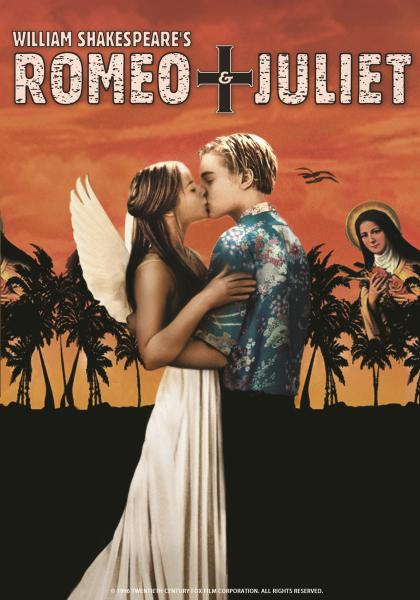 WILLIAM SHAKESPEARE'S
ROMEO & JULIET
© 1996 TWENTIETH CENTURY FOX FILM CORPORATION. ALL RIGHTS RESERVED.